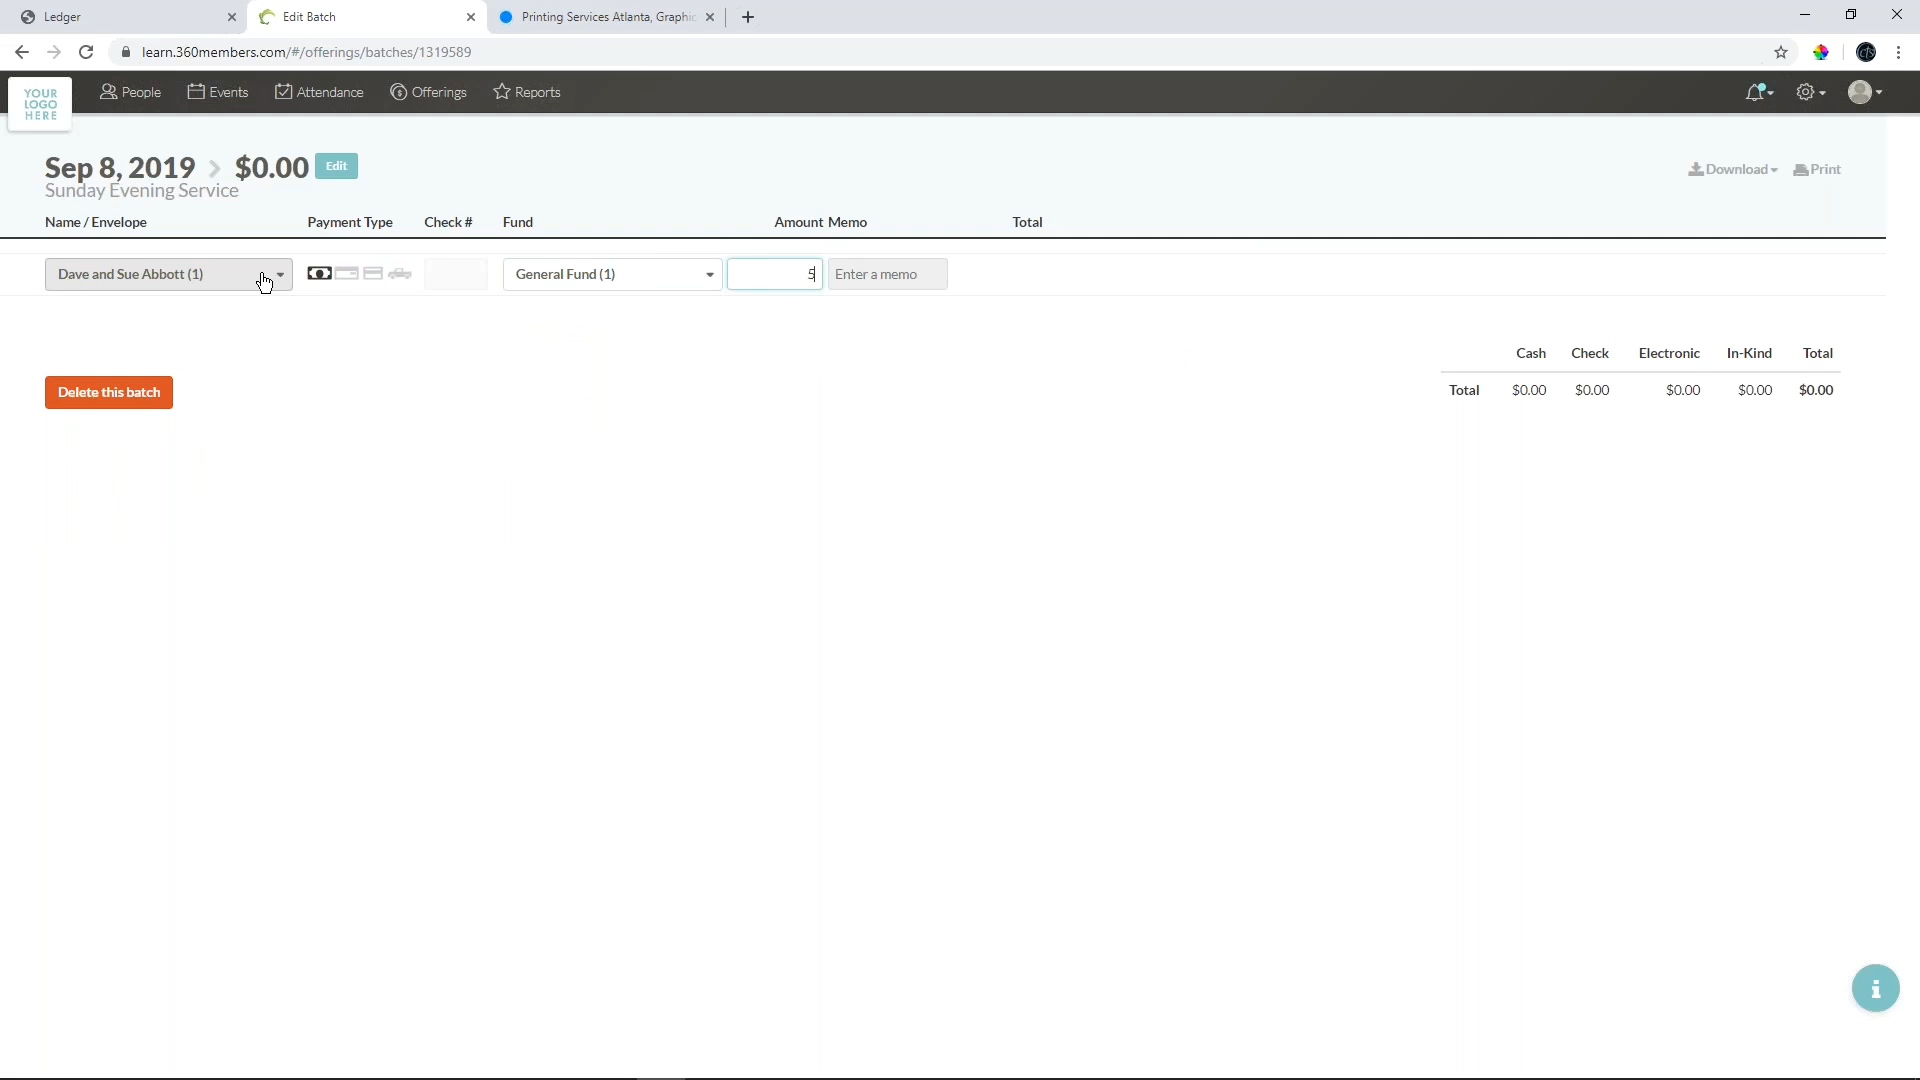 Ledger
Edit Batch
Printing Services Atlanta, Graphic
learn.360members.com/#/offerings/batches/1319589
YOUR
LOGO
HERE
People
Events
Attendance
Offerings
Reports
Sep 8, 2019 > $0.00 Edit
Sunday Evening Service
Download
Print
Name / Envelope Payment Type Check # Fund Amount Memo Total
Dave and Sue Abbott (1) General Fund (1) 5 Enter a memo
Cash Check Electronic In-Kind Total
Delete this batch
Total $0.00 $0.00 $0.00 $0.00 $0.00